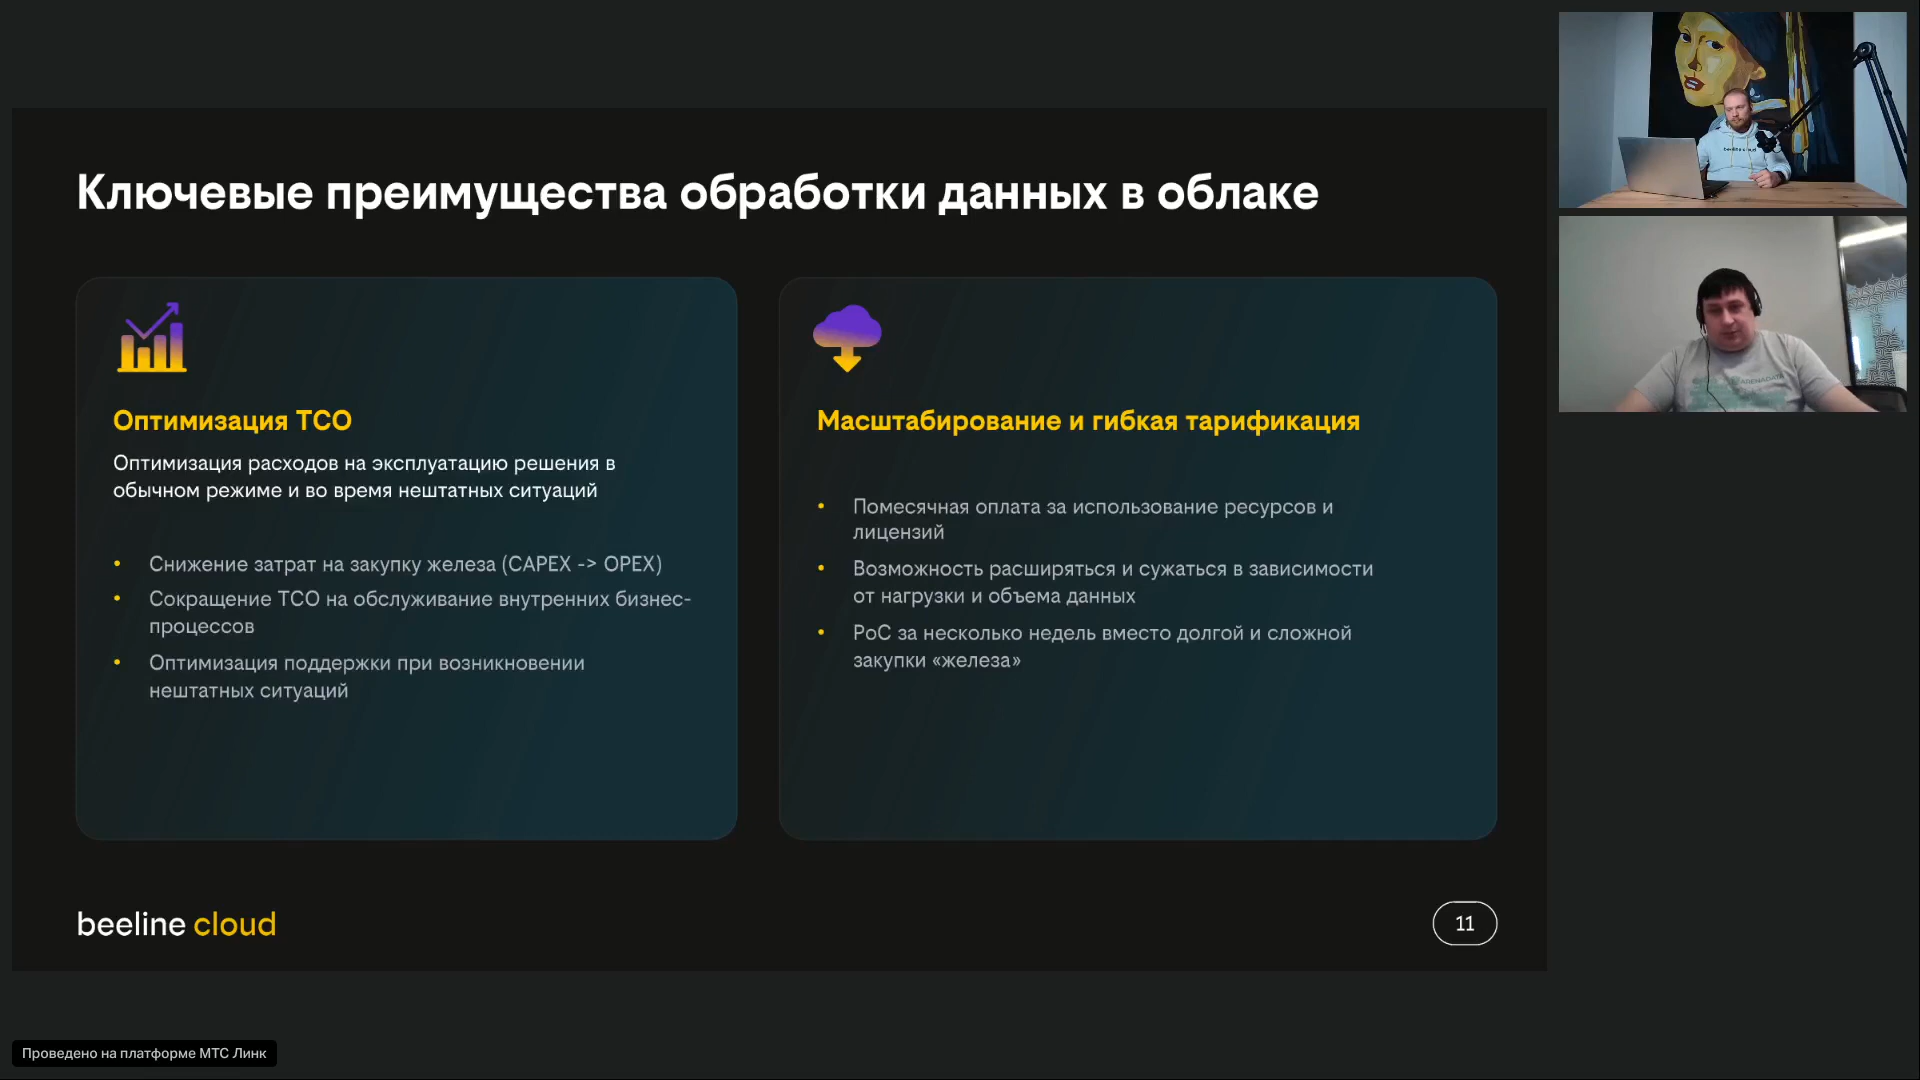 Ключевые преимущества обработки данных в облаке
Оптимизация TCO
Оптимизация расходов на эксплуатацию решения в
обычном режиме и во время нештатных ситуаций
• Снижение затрат на закупку железа (CAPEX -> OPEX)
• Сокращение TCO на обслуживание внутренних бизнес-
процессов
• Оптимизация поддержки при возникновении
нештатных ситуаций
Масштабирование и гибкая тарификация
• Помесячная оплата за использование ресурсов и
лицензий
• Возможность расширяться и сужаться в зависимости
от нагрузки и объема данных
• PoC за несколько недель вместо долгой и сложной
закупки «железа»
beeline cloud
11
Проведено на платформе МТС Линк
beeline cloud